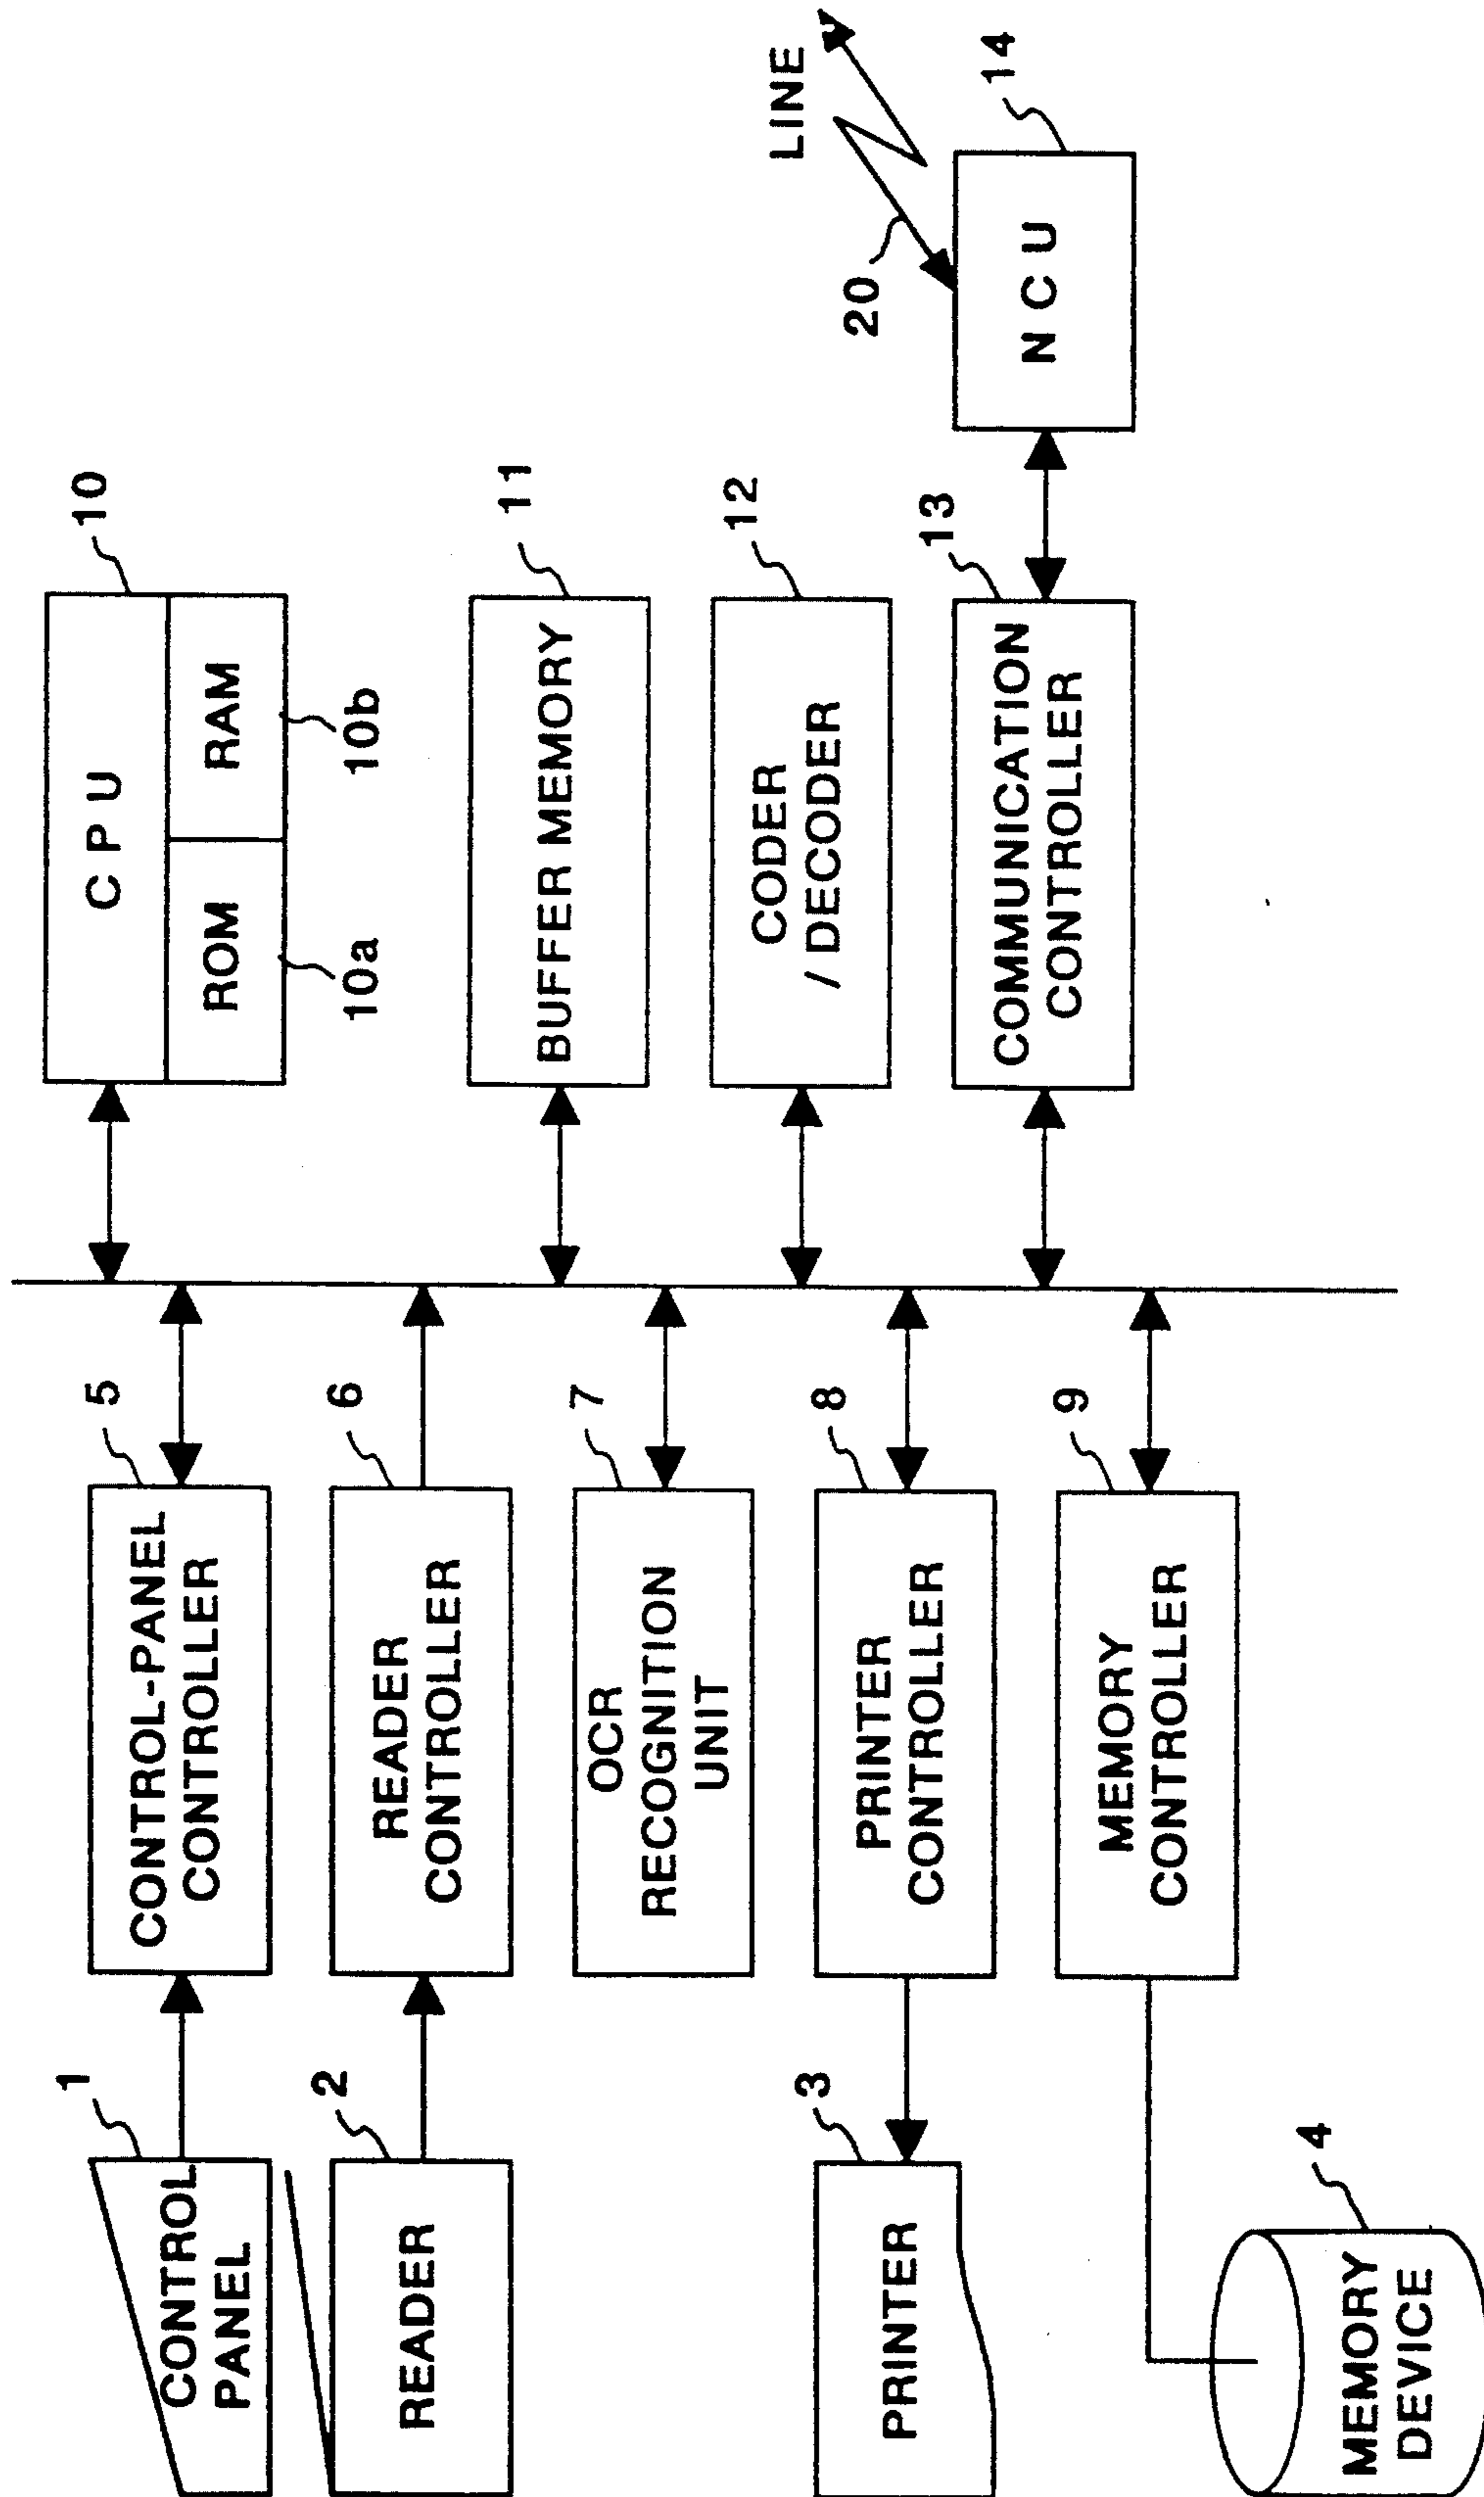 1
CONTROL
PANEL
2
READER
3
PRINTER
4
MEMORY
DEVICE
5
CONTROL-PANEL
CONTROLLER
6
READER
CONTROLLER
7
OCR
RECOGNITION
UNIT
8
PRINTER
CONTROLLER
9
MEMORY
CONTROLLER
10
C P U
ROM
RAM
10a
10b
11
BUFFER MEMORY
12
CODER
/ DECODER
13
COMMUNICATION
CONTROLLER
14
N C U
20
LINE